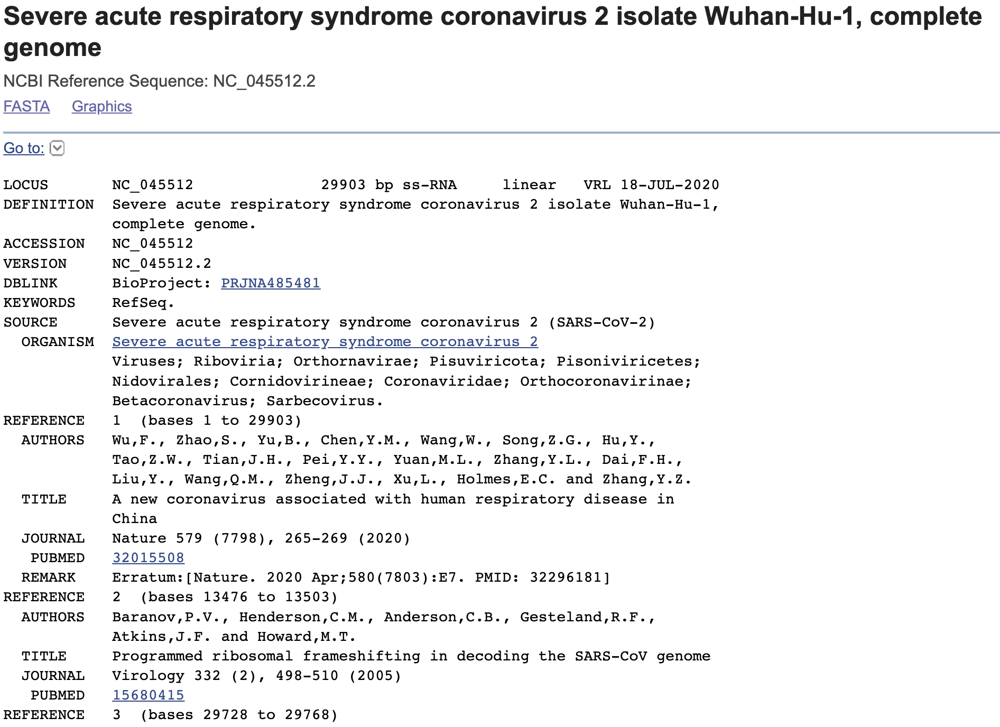 Severe acute respiratory syndrome coronavirus 2 isolate Wuhan-Hu-1, complete
genome
NCBI Reference Sequence: NC_045512.2
FASTA Graphics
Go to:
LOCUS NC_045512 29903 bp ss-RNA linear VRL 18-JUL-2020
DEFINITION Severe acute respiratory syndrome coronavirus 2 isolate Wuhan-Hu-1,
complete genome.
ACCESSION NC_045512
VERSION NC_045512.2
DBLINK BioProject: PRJNA485481
KEYWORDS RefSeq.
SOURCE Severe acute respiratory syndrome coronavirus 2 (SARS-CoV-2)
ORGANISM Severe acute respiratory syndrome coronavirus 2
Viruses; Riboviria; Orthornavirae; Pisuviricota; Pisoniviricetes;
Nidovirales; Cornidovirineae; Coronaviridae; Orthocoronavirinae;
Betacoronavirus; Sarbecovirus.
REFERENCE 1 (bases 1 to 29903)
AUTHORS Wu,F., Zhao,S., Yu,B., Chen,Y.M., Wang,W., Song,Z.G., Hu,Y.,
Tao,Z.W., Tian,J.H., Pei,Y.Y., Yuan,M.L., Zhang,Y.L., Dai,F.H.,
Liu,Y., Wang,Q.M., Zheng,J.J., Xu,L., Holmes,E.C. and Zhang,Y.Z.
TITLE A new coronavirus associated with human respiratory disease in
China
JOURNAL Nature 579 (7798), 265-269 (2020)
PUBMED 32015508
REMARK Erratum:[Nature. 2020 Apr;580(7803):E7. PMID: 32296181]
REFERENCE 2 (bases 13476 to 13503)
AUTHORS Baranov,P.V., Henderson,C.M., Anderson,C.B., Gesteland,R.F.,
Atkins,J.F. and Howard,M.T.
TITLE Programmed ribosomal frameshifting in decoding the SARS-CoV genome
JOURNAL Virology 332 (2), 498-510 (2005)
PUBMED 15680415
REFERENCE 3 (bases 29728 to 29768)